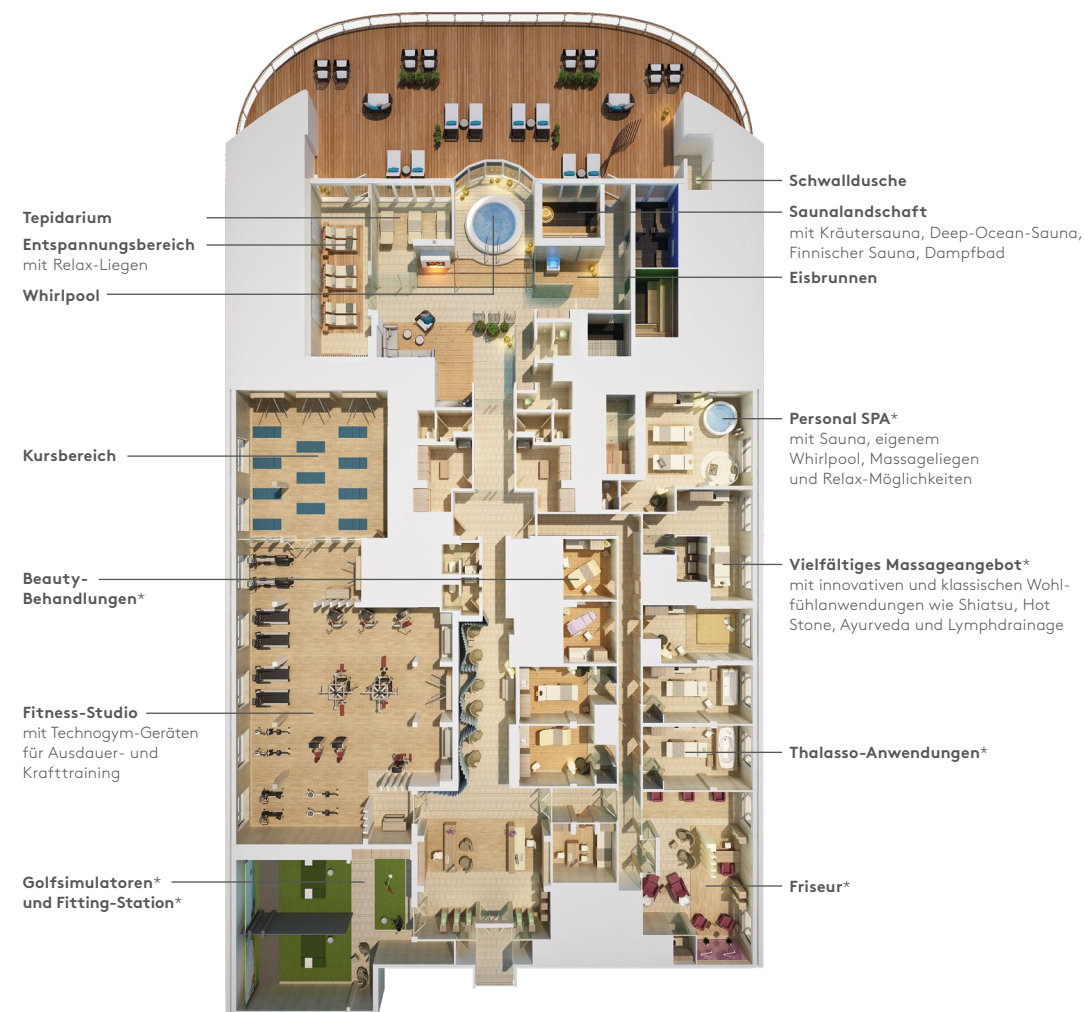 Tepidarium
Entspannungsbereich
mit Relax-Liegen
Whirlpool
Kursbereich
Beauty-
Behandlungen*
Fitness-Studio
mit Technogym-Geräten
für Ausdauer- und
Krafttraining
Golfsimulatoren*
und Fitting-Station*
Schwalldusche
Saunalandschaft
mit Kräutersauna, Deep-Ocean-Sauna,
Finnischer Sauna, Dampfbad
Eisbrunnen
Personal SPA*
mit Sauna, eigenem
Whirlpool, Massageliegen
und Relax-Möglichkeiten
Vielfältiges Massageangebot*
mit innovativen und klassischen Wohl-
fühlanwendungen wie Shiatsu, Hot
Stone, Ayurveda und Lymphdrainage
Thalasso-Anwendungen*
Friseur*